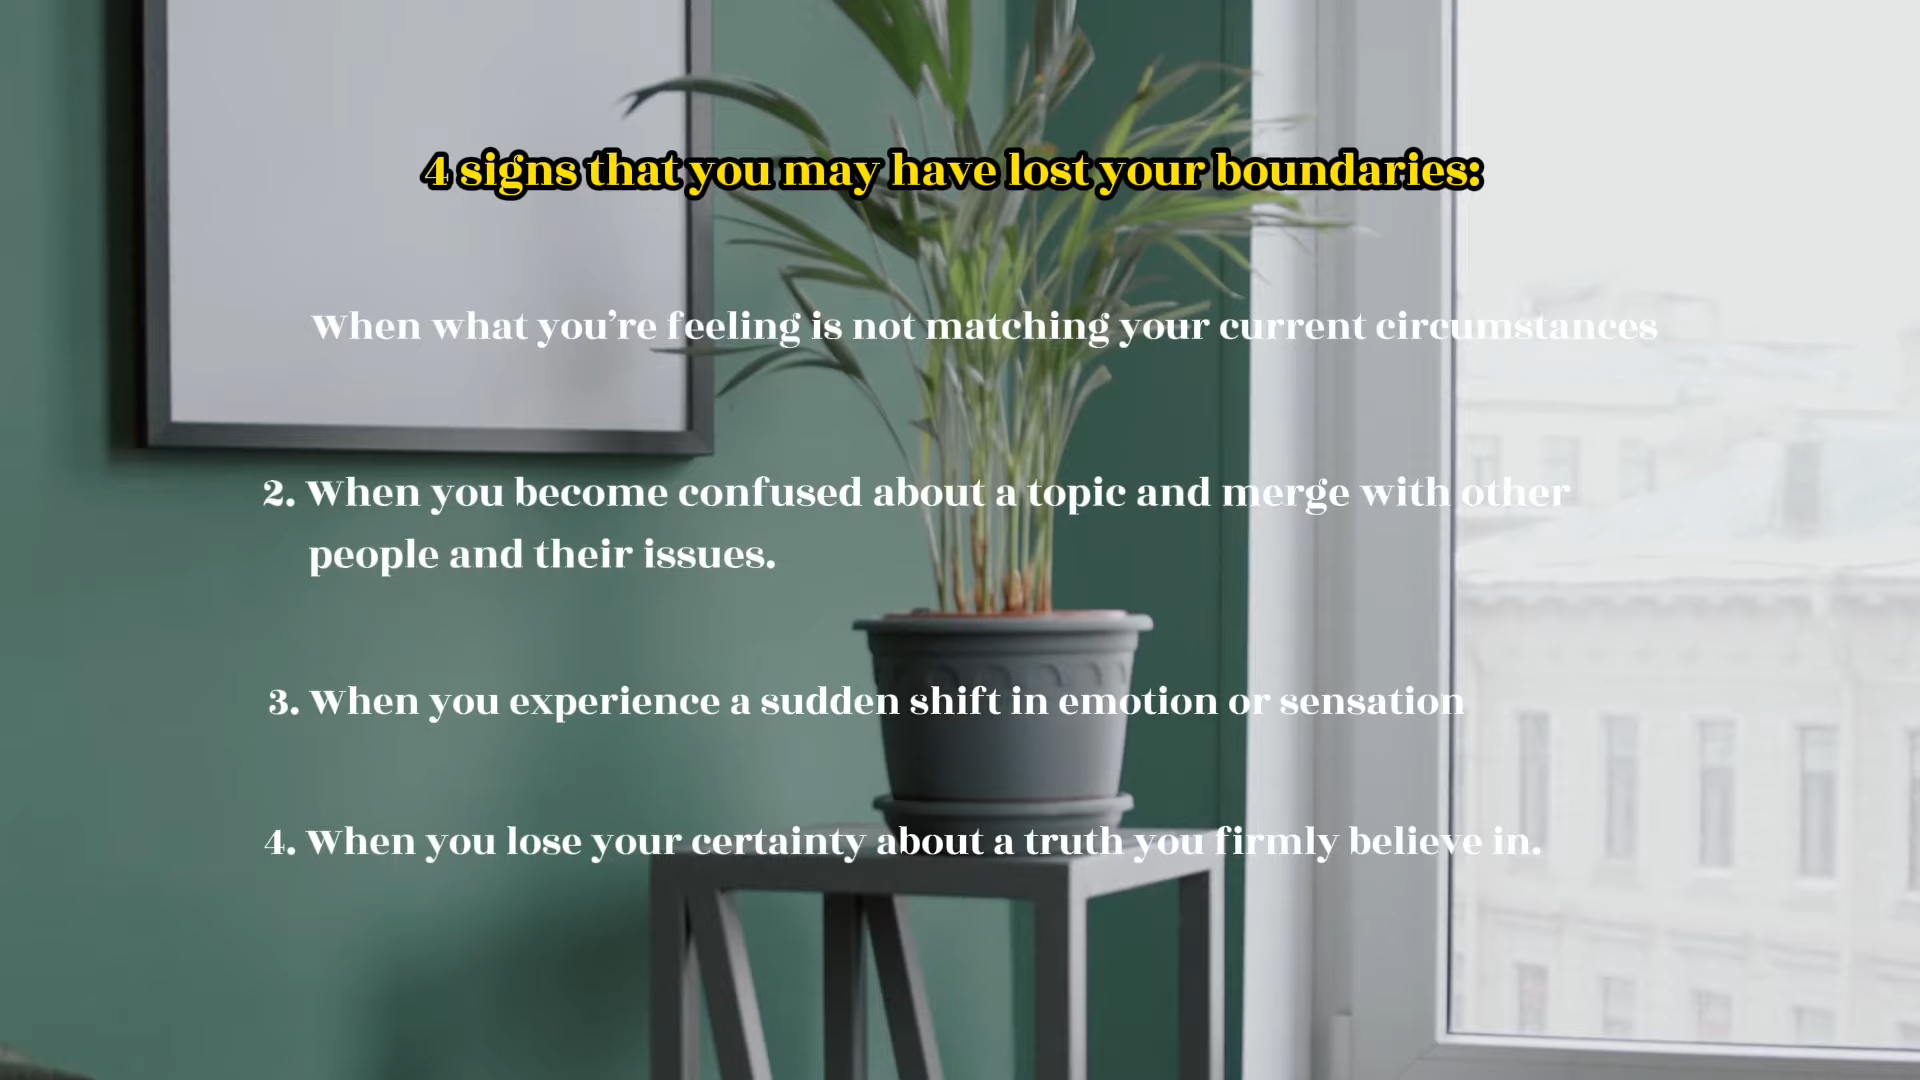 4 signs that you may have lost your boundaries:
When what you’re feeling is not matching your current circumstances
2. When you become confused about a topic and merge with other
people and their issues.
3. When you experience a sudden shift in emotion or sensation
4. When you lose your certainty about a truth you firmly believe in.